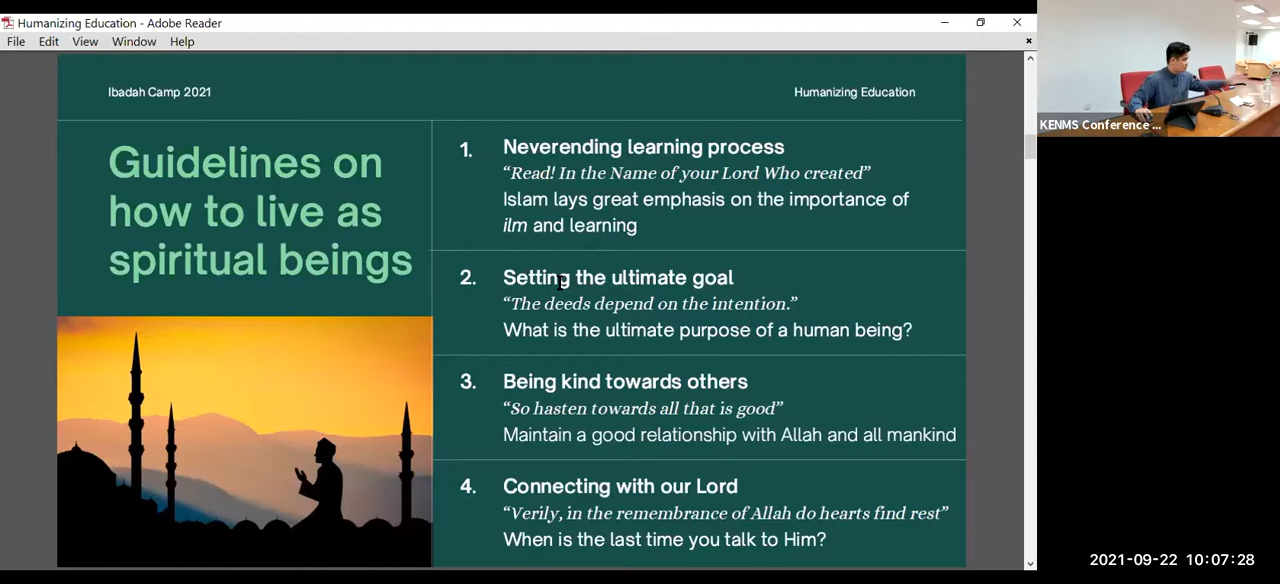 Humanizing Education - Adobe Reader
File Edit View Window Help
Ibadah Camp 2021
Humanizing Education
Guidelines on
how to live as
spiritual beings
1. Neverending learning process
“Read! In the Name of your Lord Who created”
Islam lays great emphasis on the importance of
ilm and learning
2. Setting the ultimate goal
“The deeds depend on the intention.”
What is the ultimate purpose of a human being?
3. Being kind towards others
“So hasten towards all that is good”
Maintain a good relationship with Allah and all mankind
4. Connecting with our Lord
“Verily, in the remembrance of Allah do hearts find rest”
When is the last time you talk to Him?
KENMS Conference ...
2021-09-22 10:07:28